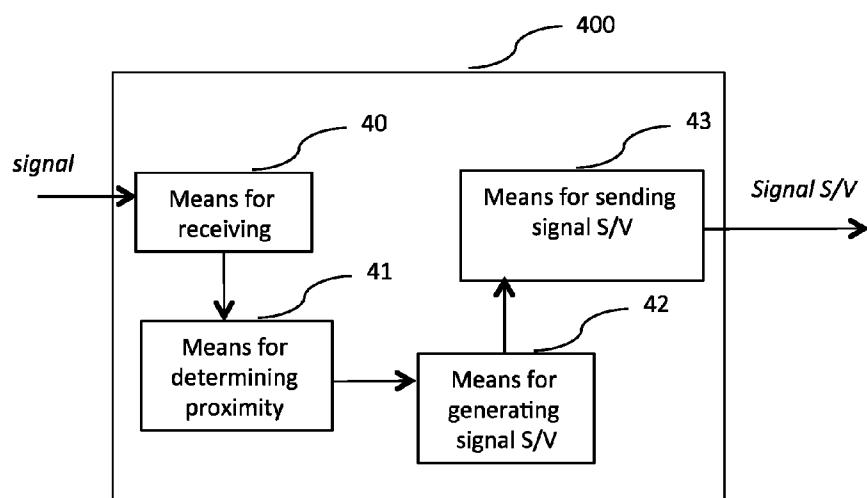 400
40
43
signal
Signal S/V
Means for
receiving
Means for sending
signal S/V
41
42
Means for
determining
proximity
Means for
generating
signal S/V